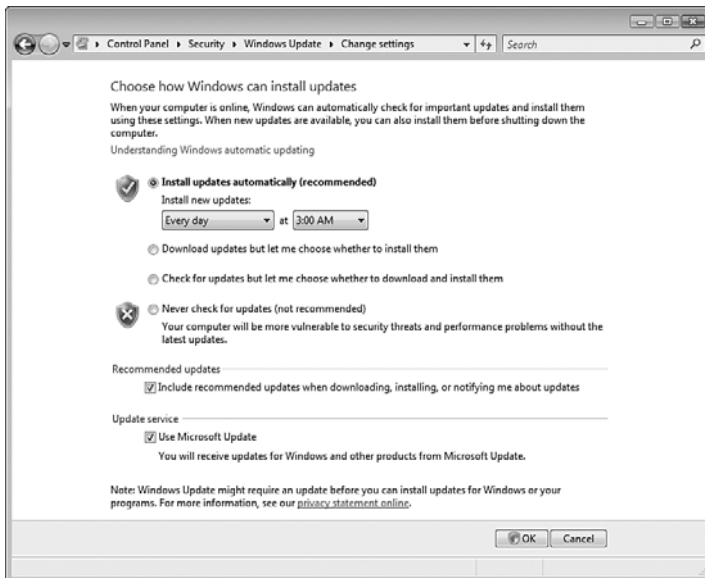 Control Panel ▸ Security ▸ Windows Update ▸ Change settings
Search
Choose how Windows can install updates
When your computer is online, Windows can automatically check for important updates and install them
using these settings. When new updates are available, you can also install them before shutting down the
computer.
Understanding Windows automatic updating
Install updates automatically (recommended)
Install new updates:
Every day at 3:00 AM
Download updates but let me choose whether to install them
Check for updates but let me choose whether to download and install them
Never check for updates (not recommended)
Your computer will be more vulnerable to security threats and performance problems without the
latest updates.
Recommended updates
Include recommended updates when downloading, installing, or notifying me about updates
Update service
Use Microsoft Update
You will receive updates for Windows and other products from Microsoft Update.
Note: Windows Update might require an update before you can install updates for Windows or your
programs. For more information, see our privacy statement online.
OK Cancel